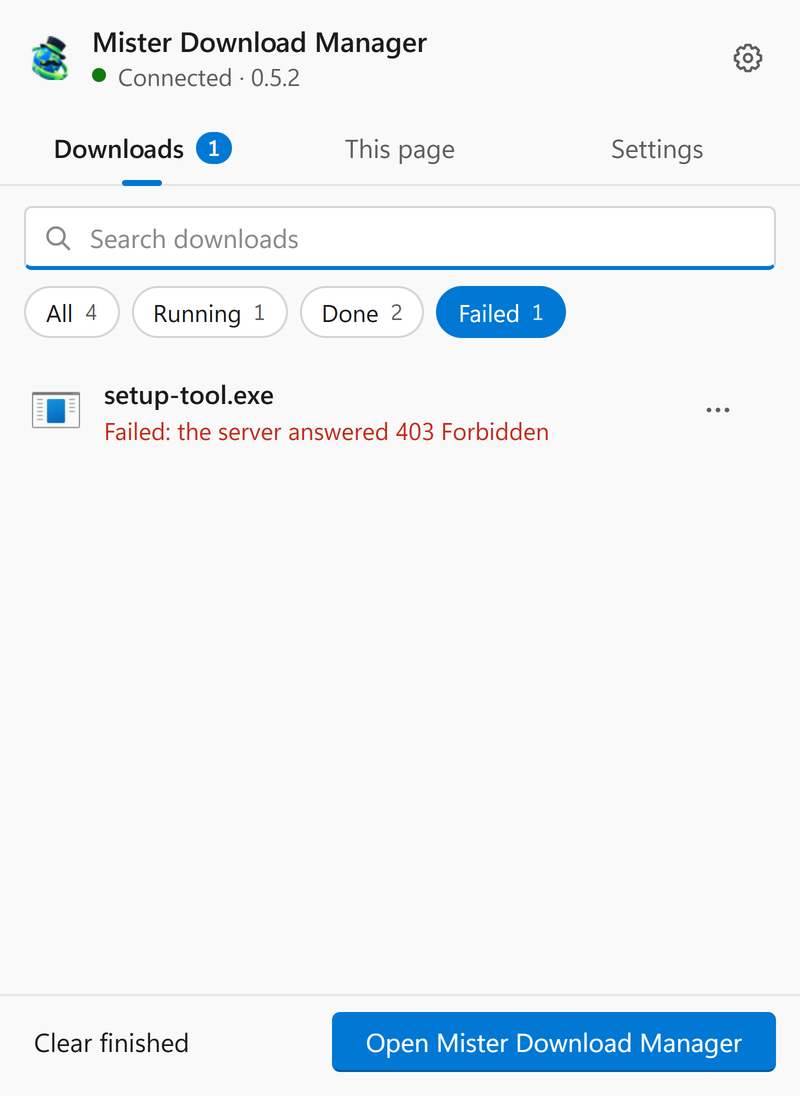 Mister Download Manager
Connected · 0.5.2
Downloads 1 This page Settings
Search downloads
All 4 Running 1 Done 2 Failed 1
setup-tool.exe
Failed: the server answered 403 Forbidden
Clear finished Open Mister Download Manager